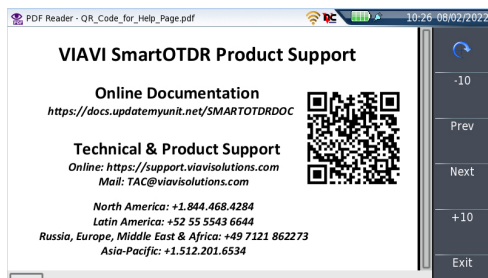 PDF Reader - QR_Code_for_Help_Page.pdf
10:26 08/02/2022
VIAVI SmartOTDR Product Support
Online Documentation
https://docs.updatemyunit.net/SMARTOTDRDOC
Technical & Product Support
Online: https://support.viavisolutions.com
Mail: TAC@viavisolutions.com
North America: +1.844.468.4284
Latin America: +52 55 5543 6644
Russia, Europe, Middle East & Africa: +49 7121 862273
Asia-Pacific: +1.512.201.6534
-10
Prev
Next
+10
Exit